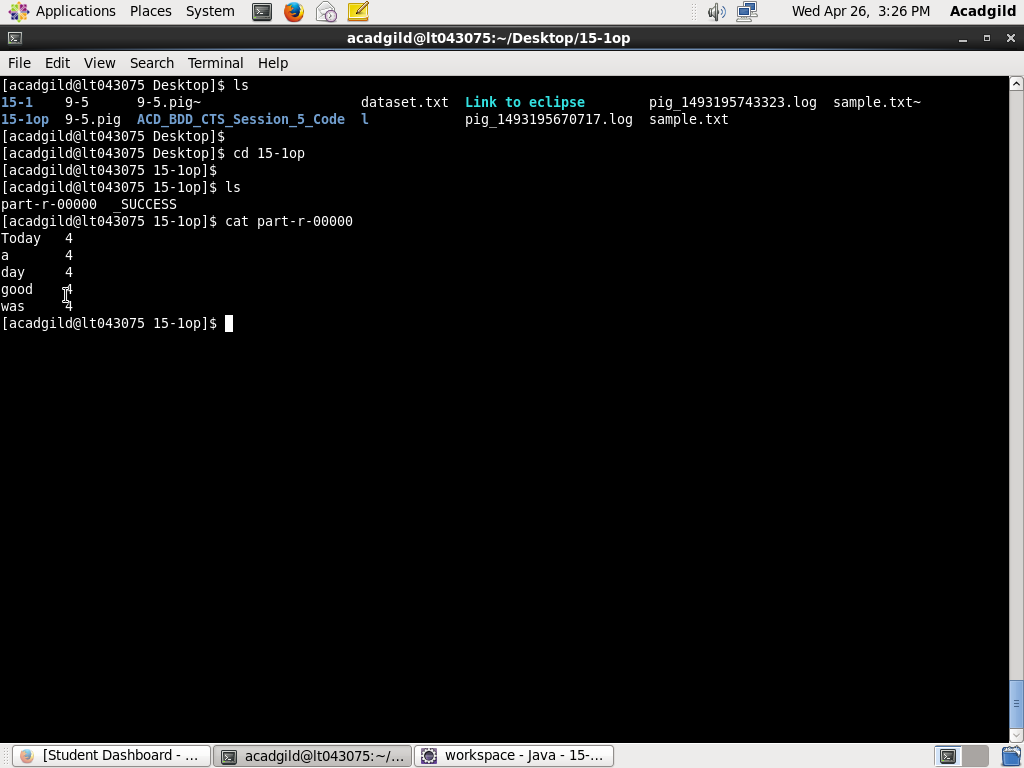 Applications Places System Wed Apr 26, 3:26 PM Acadgild
acadgild@lt043075:~/Desktop/15-1op
File Edit View Search Terminal Help
[acadgild@lt043075 Desktop]$ ls
15-1 9-5 9-5.pig~ dataset.txt Link to eclipse pig_1493195743323.log sample.txt~
15-1op 9-5.pig ACD_BDD_CTS_Session_5_Code l pig_1493195670717.log sample.txt
[acadgild@lt043075 Desktop]$
[acadgild@lt043075 Desktop]$ cd 15-1op
[acadgild@lt043075 15-1op]$
[acadgild@lt043075 15-1op]$ ls
part-r-00000 _SUCCESS
[acadgild@lt043075 15-1op]$ cat part-r-00000
Today 4
a 4
day 4
good 4
was 4
[acadgild@lt043075 15-1op]$
[Student Dashboard - ... acadgild@lt043075:~/... workspace - Java - 15-...